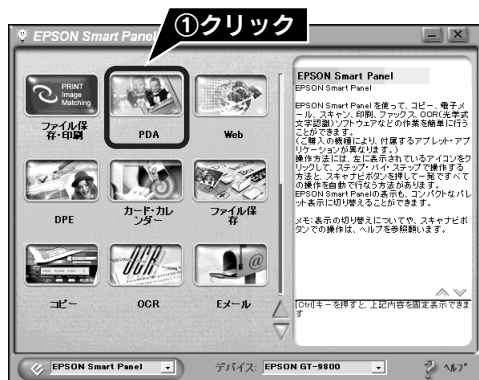 ①クリック
EPSON Smart Panel
PRINT
Image
Matching
ファイル保
存・印刷
PDA
Web
DPE
カード・カレ
ンダー
ファイル保
存
コピー
OCR
Eメール
EPSON Smart Panel
EPSON Smart Panel
EPSON Smart Panel を使って、コピー、電子メ
ール、スキャン、印刷、ファックス、OCR(光学式
文字認識)ソフトウェアなどの作業を簡単に行う
ことができます。
(ご購入の機種により、付属するアプレット・アプ
リケーションが異なります。)
操作方法には、左に表示されているアイコンをク
リックして、ステップ・バイ・ステップで操作する
方法と、スキャナボタンを押して一発ですべて
の操作を自動で行なう方法があります。
EPSON Smart Panelの表示も、コンパクトなパレ
ット表示に切り替えることができます。
メモ:表示の切り替えについてや、スキャナビボ
タンでの操作は、ヘルプを参照願います。
[Ctrl]キーを押すと、上記内容を固定表示できま
す
EPSON Smart Panel
デバイス: EPSON GT-9800
ヘルプ